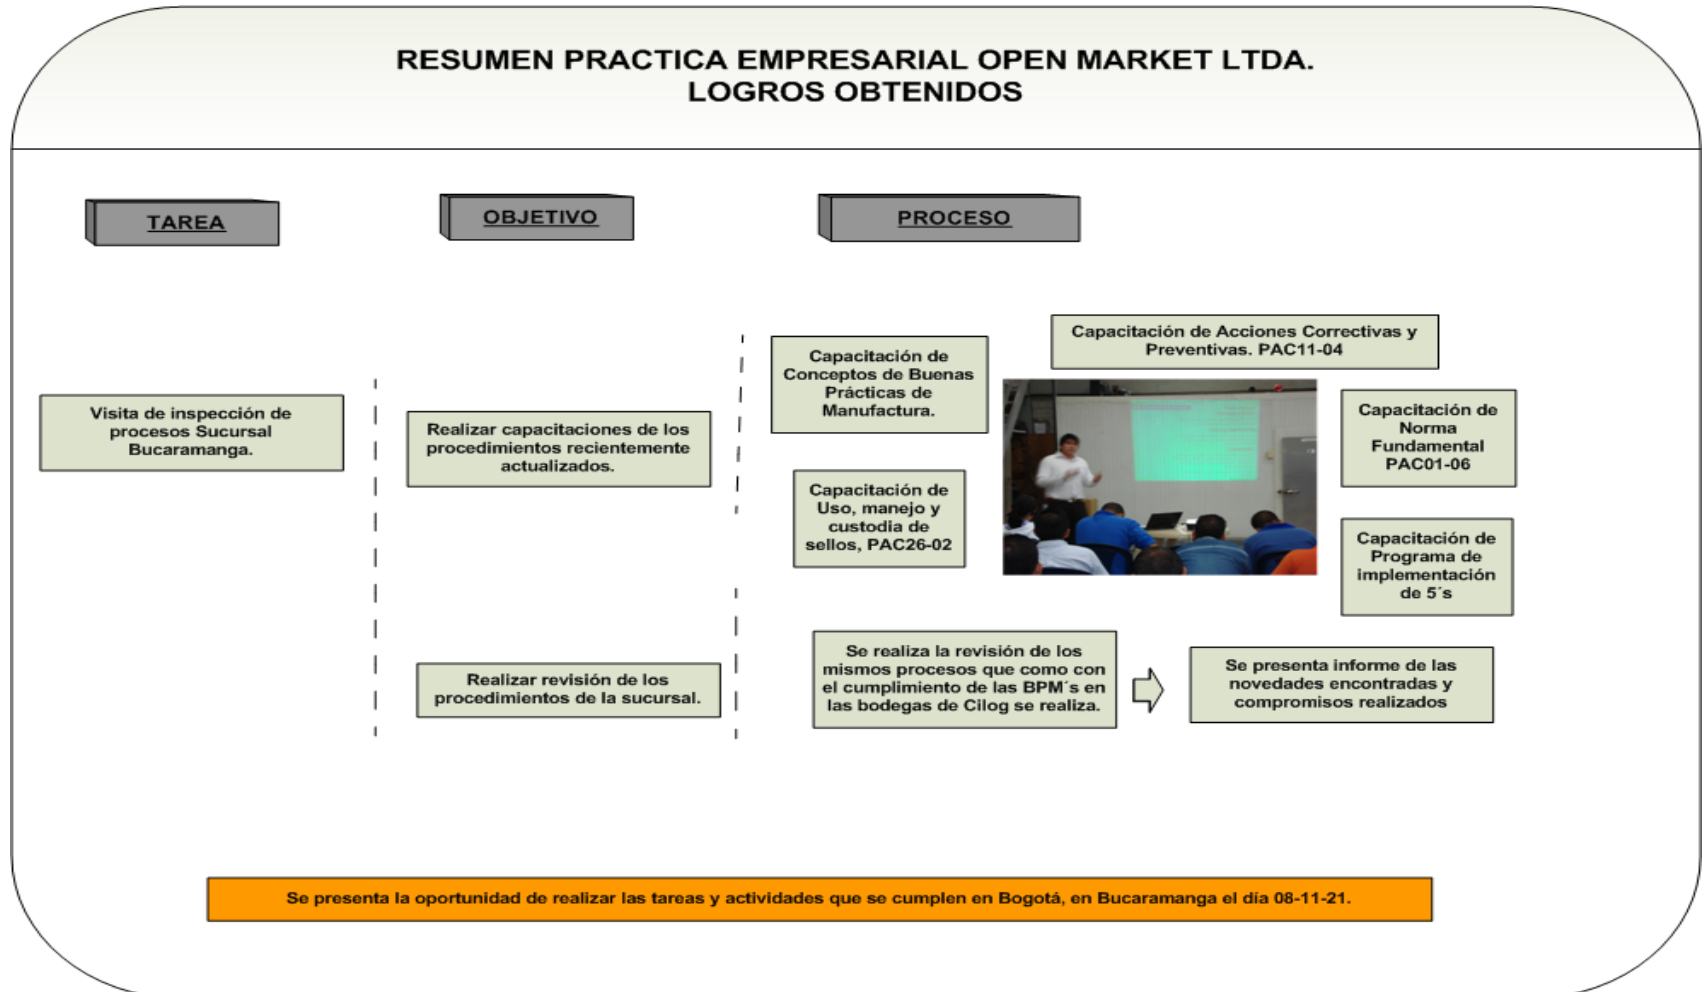 RESUMEN PRACTICA EMPRESARIAL OPEN MARKET LTDA.
LOGROS OBTENIDOS
TAREA
OBJETIVO
PROCESO
Visita de inspección de
procesos Sucursal
Bucaramanga.
Realizar capacitaciones de los
procedimientos recientemente
actualizados.
Capacitación de
Conceptos de Buenas
Prácticas de
Manufactura.
Capacitación de Acciones Correctivas y
Preventivas. PAC11-04
Capacitación de
Norma
Fundamental
PAC01-06
Capacitación de
Uso, manejo y
custodia de
sellos, PAC26-02
Capacitación de
Programa de
implementación
de 5´s
Realizar revisión de los
procedimientos de la sucursal.
Se realiza la revisión de los
mismos procesos que como con
el cumplimiento de las BPM´s en
las bodegas de Cilog se realiza.
Se presenta informe de las
novedades encontradas y
compromisos realizados
Se presenta la oportunidad de realizar las tareas y actividades que se cumplen en Bogotá, en Bucaramanga el día 08-11-21.